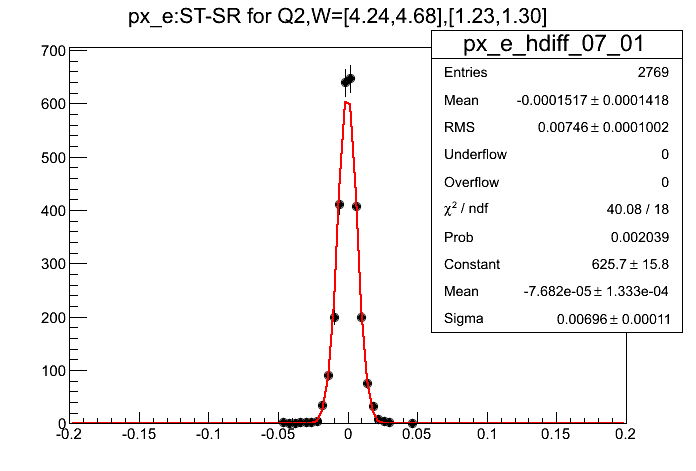 px_e:ST-SR for Q2,W=[4.24,4.68],[1.23,1.30]
px_e_hdiff_07_01
Entries 2769
Mean -0.0001517 ± 0.0001418
RMS 0.00746 ± 0.0001002
Underflow 0
Overflow 0
χ² / ndf 40.08 / 18
Prob 0.002039
Constant 625.7 ± 15.8
Mean -7.682e-05 ± 1.333e-04
Sigma 0.00696 ± 0.00011
700
600
500
400
300
200
100
0
-0.2 -0.15 -0.1 -0.05 0 0.05 0.1 0.15 0.2